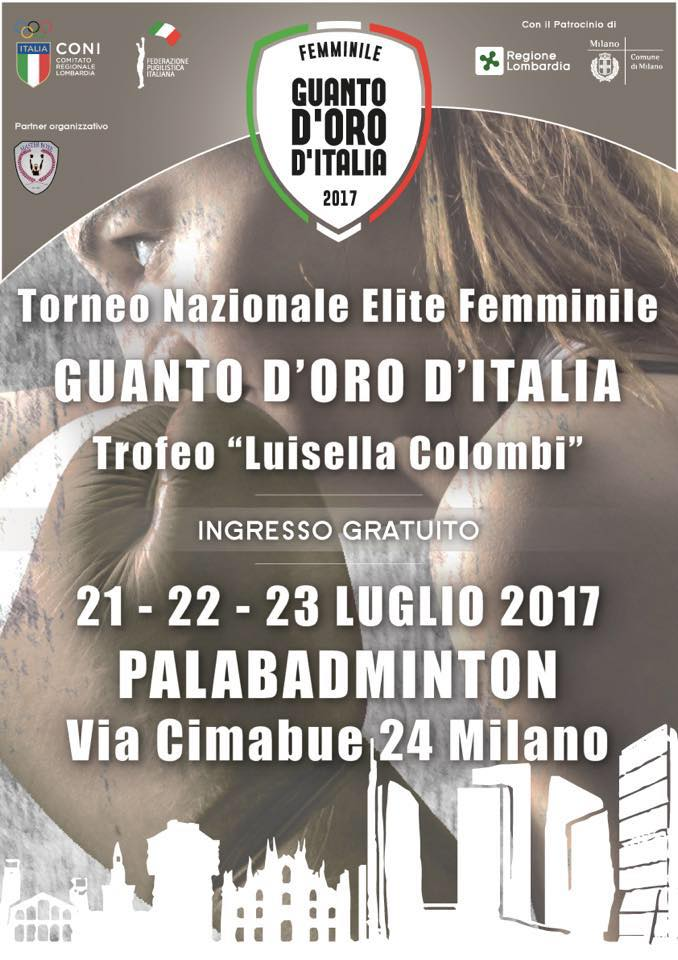 ITALIA
CONI
COMITATO
REGIONALE
LOMBARDIA
FEDERAZIONE
PUGILISTICA
ITALIANA
Partner organizzativo
MASTER BOXE
FEMMINILE
GUANTO
D'ORO
D'ITALIA
2017
Con il Patrocinio di
Regione
Lombardia
Milano
Comune
di Milano
Torneo Nazionale Elite Femminile
GUANTO D'ORO D'ITALIA
Trofeo “Luisella Colombi”
INGRESSO GRATUITO
21 - 22 - 23 LUGLIO 2017
PALABADMINTON
Via Cimabue 24 Milano